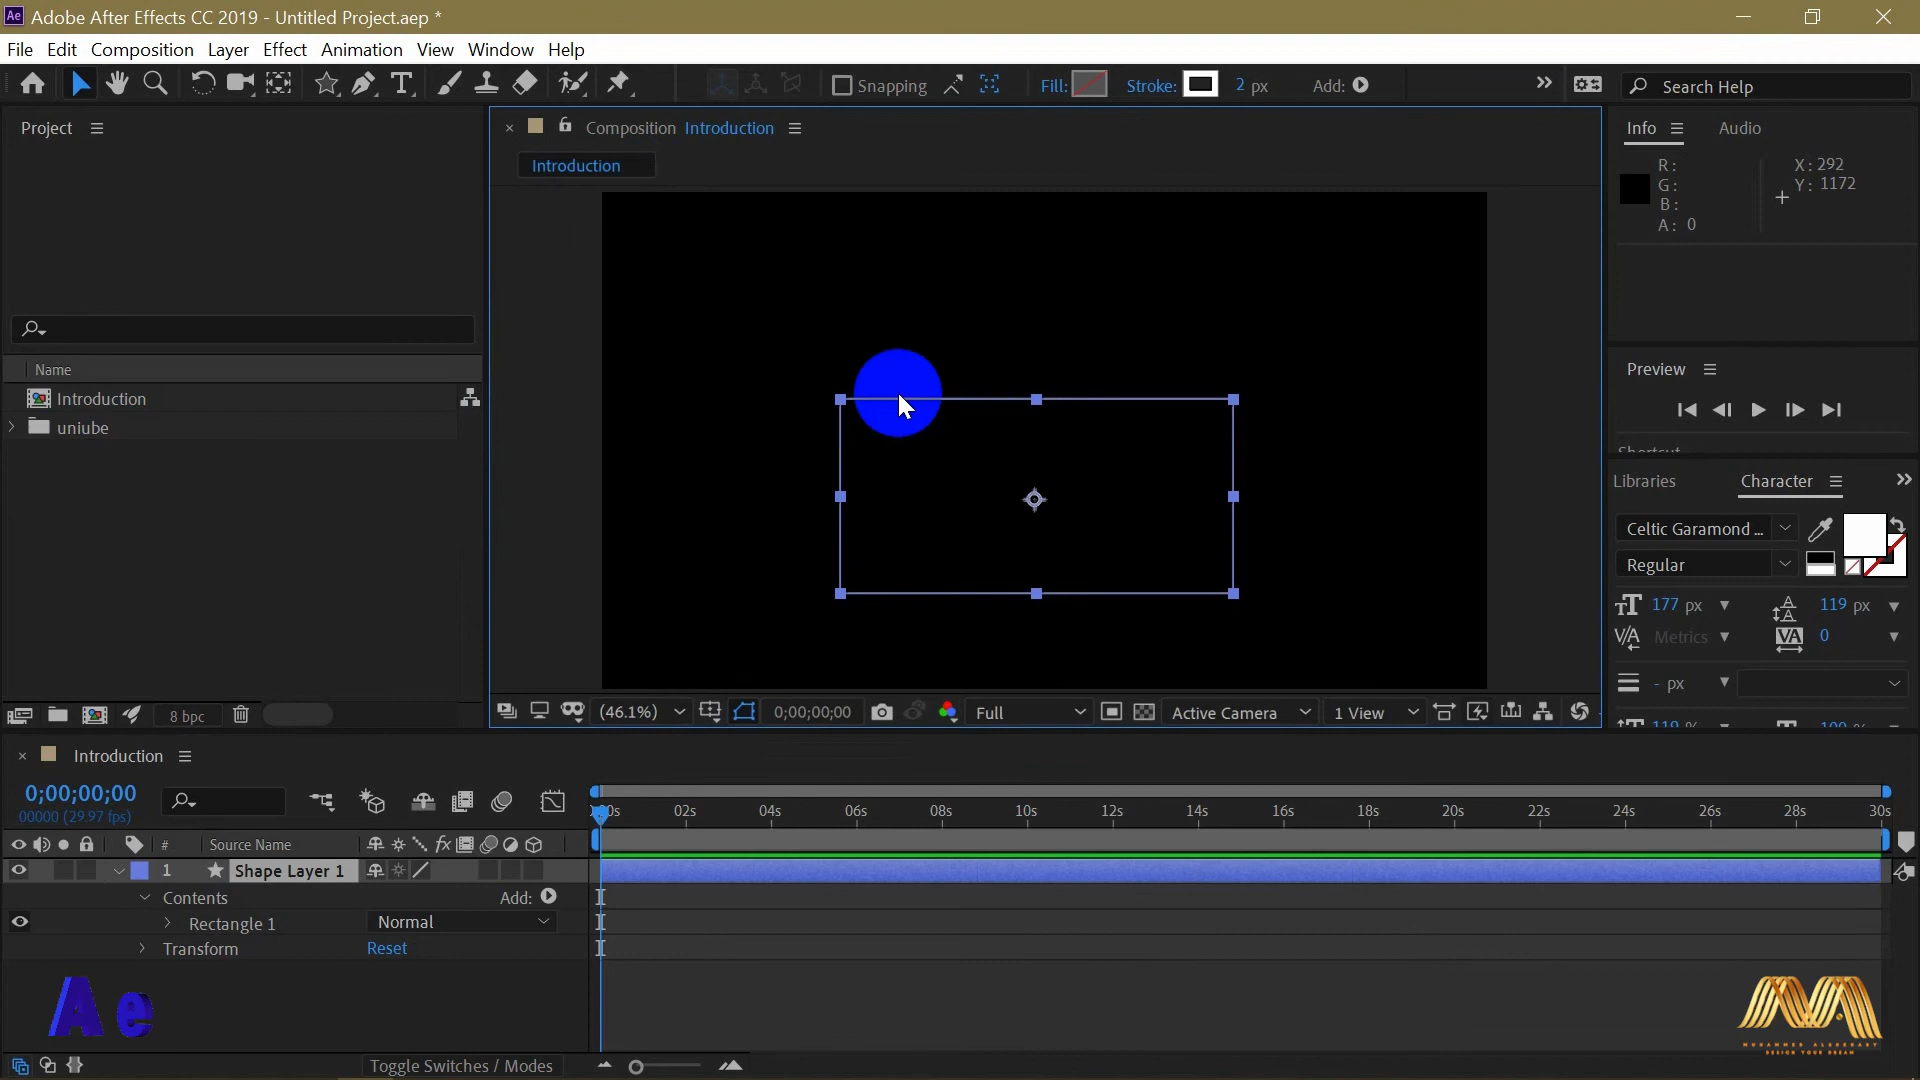 Ae Adobe After Effects CC 2019 - Untitled Project.aep *
File Edit Composition Layer Effect Animation View Window Help
T Snapping Fill: Stroke: 2 px Add: Search Help
Project
Composition Introduction
Introduction
Info Audio
R: X: 292
G: Y: 1172
B:
A: 0
Name
Introduction
uniube
Preview
Libraries Character
Celtic Garamond ...
Regular
177 px 119 px
Metrics 0
- px
8 bpc
(46.1%) 0;00;00;00 Full Active Camera 1 View
Introduction
0;00;00;00
00000 (29.97 fps)
02s 04s 06s 08s 10s 12s 14s 16s 18s 20s 22s 24s 26s 28s 30s
# Source Name fx
1 Shape Layer 1
Contents Add:
Rectangle 1 Normal
Transform Reset
Ae
DESIGN YOUR DREAM
Toggle Switches / Modes